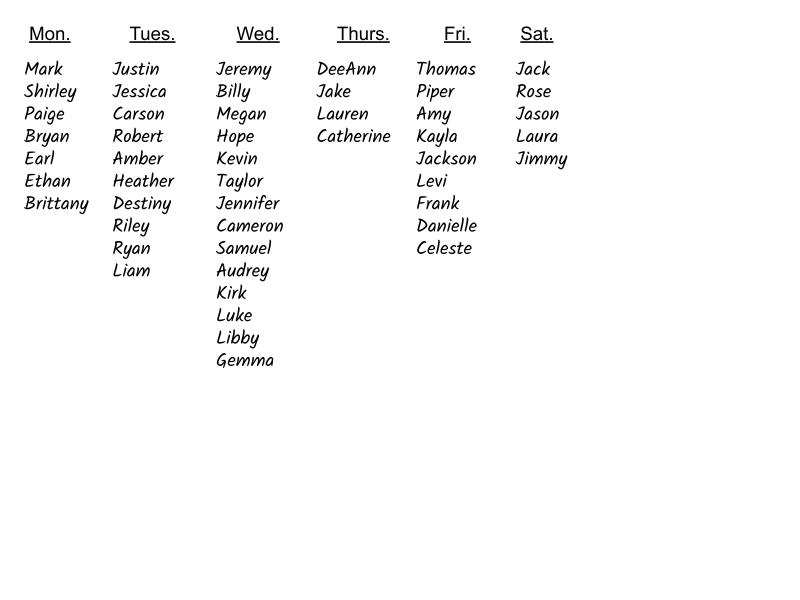 Mon. Tues. Wed. Thurs. Fri. Sat.
Mark Justin Jeremy DeeAnn Thomas Jack
Shirley Jessica Billy Jake Piper Rose
Paige Carson Megan Lauren Amy Jason
Bryan Robert Hope Catherine Kayla Laura
Earl Amber Kevin Jackson Jimmy
Ethan Heather Taylor Levi
Brittany Destiny Jennifer Frank
Riley Cameron Danielle
Ryan Samuel Celeste
Liam Audrey
Kirk
Luke
Libby
Gemma